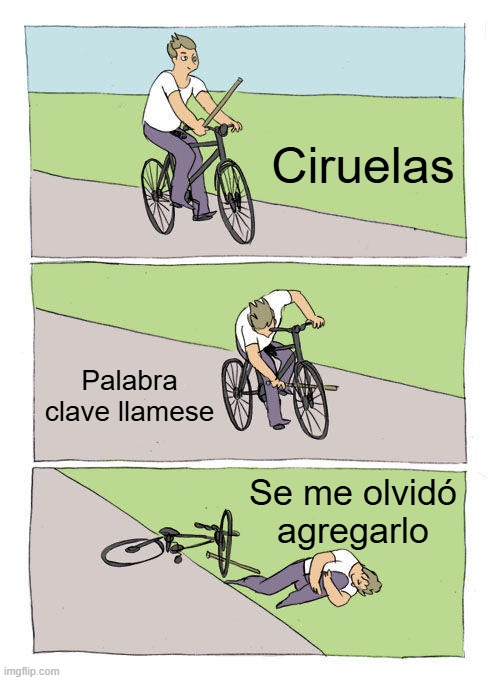 Ciruelas
Palabra
clave llamese
Se me olvidó
agregarlo
imgflip.com